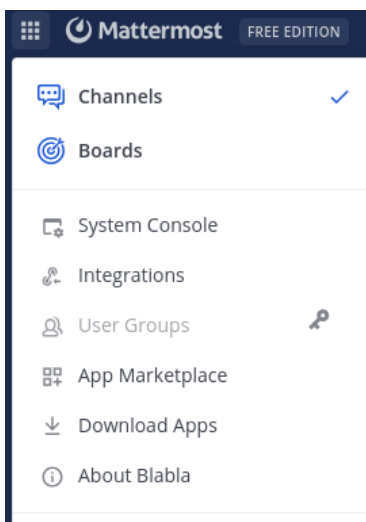 Mattermost FREE EDITION
Channels
Boards
System Console
Integrations
User Groups
App Marketplace
Download Apps
About Blabla